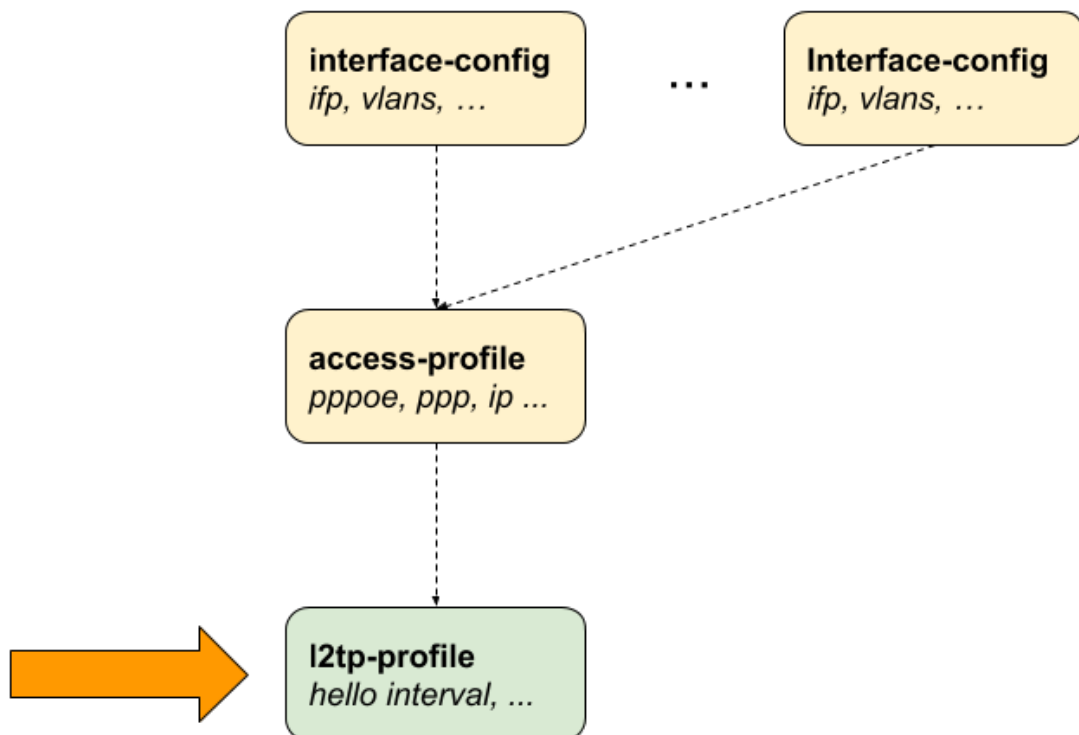 interface-config
ifp, vlans, …
...
Interface-config
ifp, vlans, …
access-profile
pppoe, ppp, ip ...
l2tp-profile
hello interval, ...